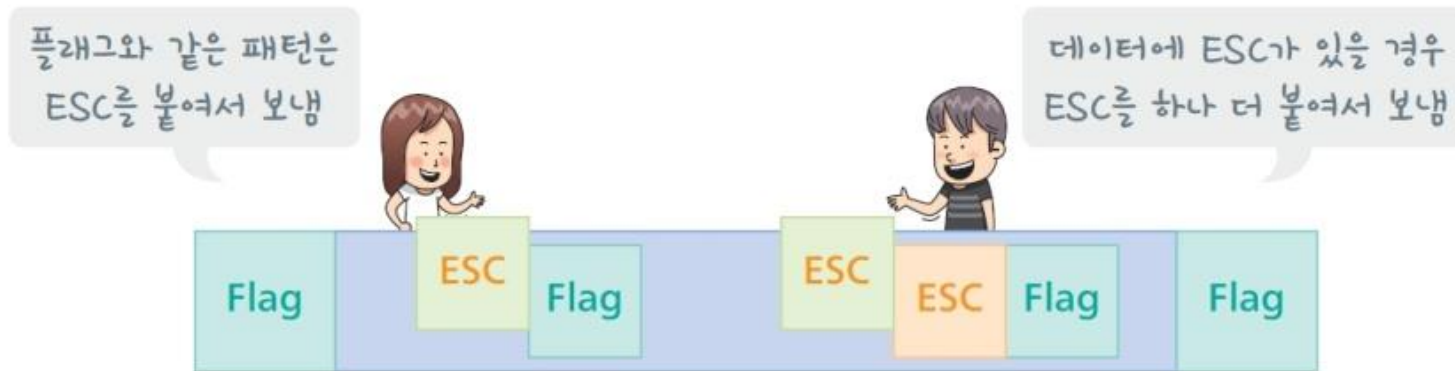 플래그와 같은 패턴은
ESC를 붙여서 보냄
데이터에 ESC가 있을 경우
ESC를 하나 더 붙여서 보냄
Flag ESC Flag ESC ESC Flag Flag